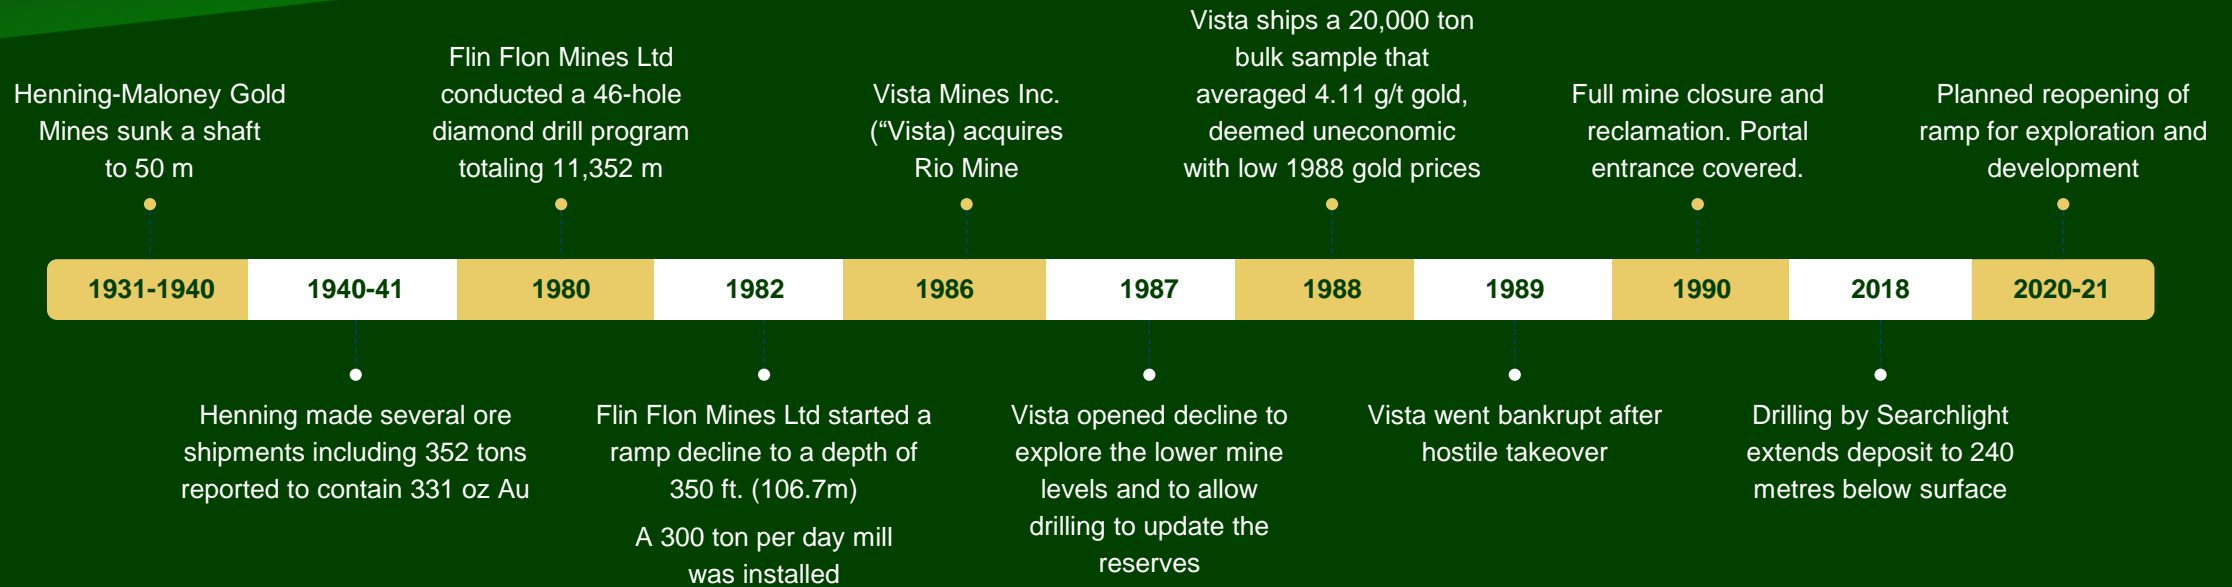 Henning-Maloney Gold
Mines sunk a shaft
to 50 m
Flin Flon Mines Ltd
conducted a 46-hole
diamond drill program
totaling 11,352 m
Vista Mines Inc.
(“Vista) acquires
Rio Mine
Vista ships a 20,000 ton
bulk sample that
averaged 4.11 g/t gold,
deemed uneconomic
with low 1988 gold prices
Full mine closure and
reclamation. Portal
entrance covered.
Planned reopening of
ramp for exploration and
development
1931-1940
1940-41
1980
1982
1986
1987
1988
1989
1990
2018
2020-21
Henning made several ore
shipments including 352 tons
reported to contain 331 oz Au
Flin Flon Mines Ltd started a
ramp decline to a depth of
350 ft. (106.7m)
A 300 ton per day mill
was installed
Vista opened decline to
explore the lower mine
levels and to allow
drilling to update the
reserves
Vista went bankrupt after
hostile takeover
Drilling by Searchlight
extends deposit to 240
metres below surface